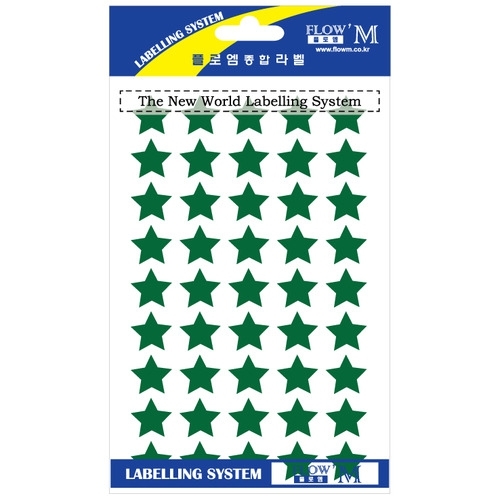 LABELLING SYSTEM
FLOW'M
플로엠
www.flowm.co.kr
플로엠종합라벨
The New World Labelling System
LABELLING SYSTEM
FLOW'M
플로엠